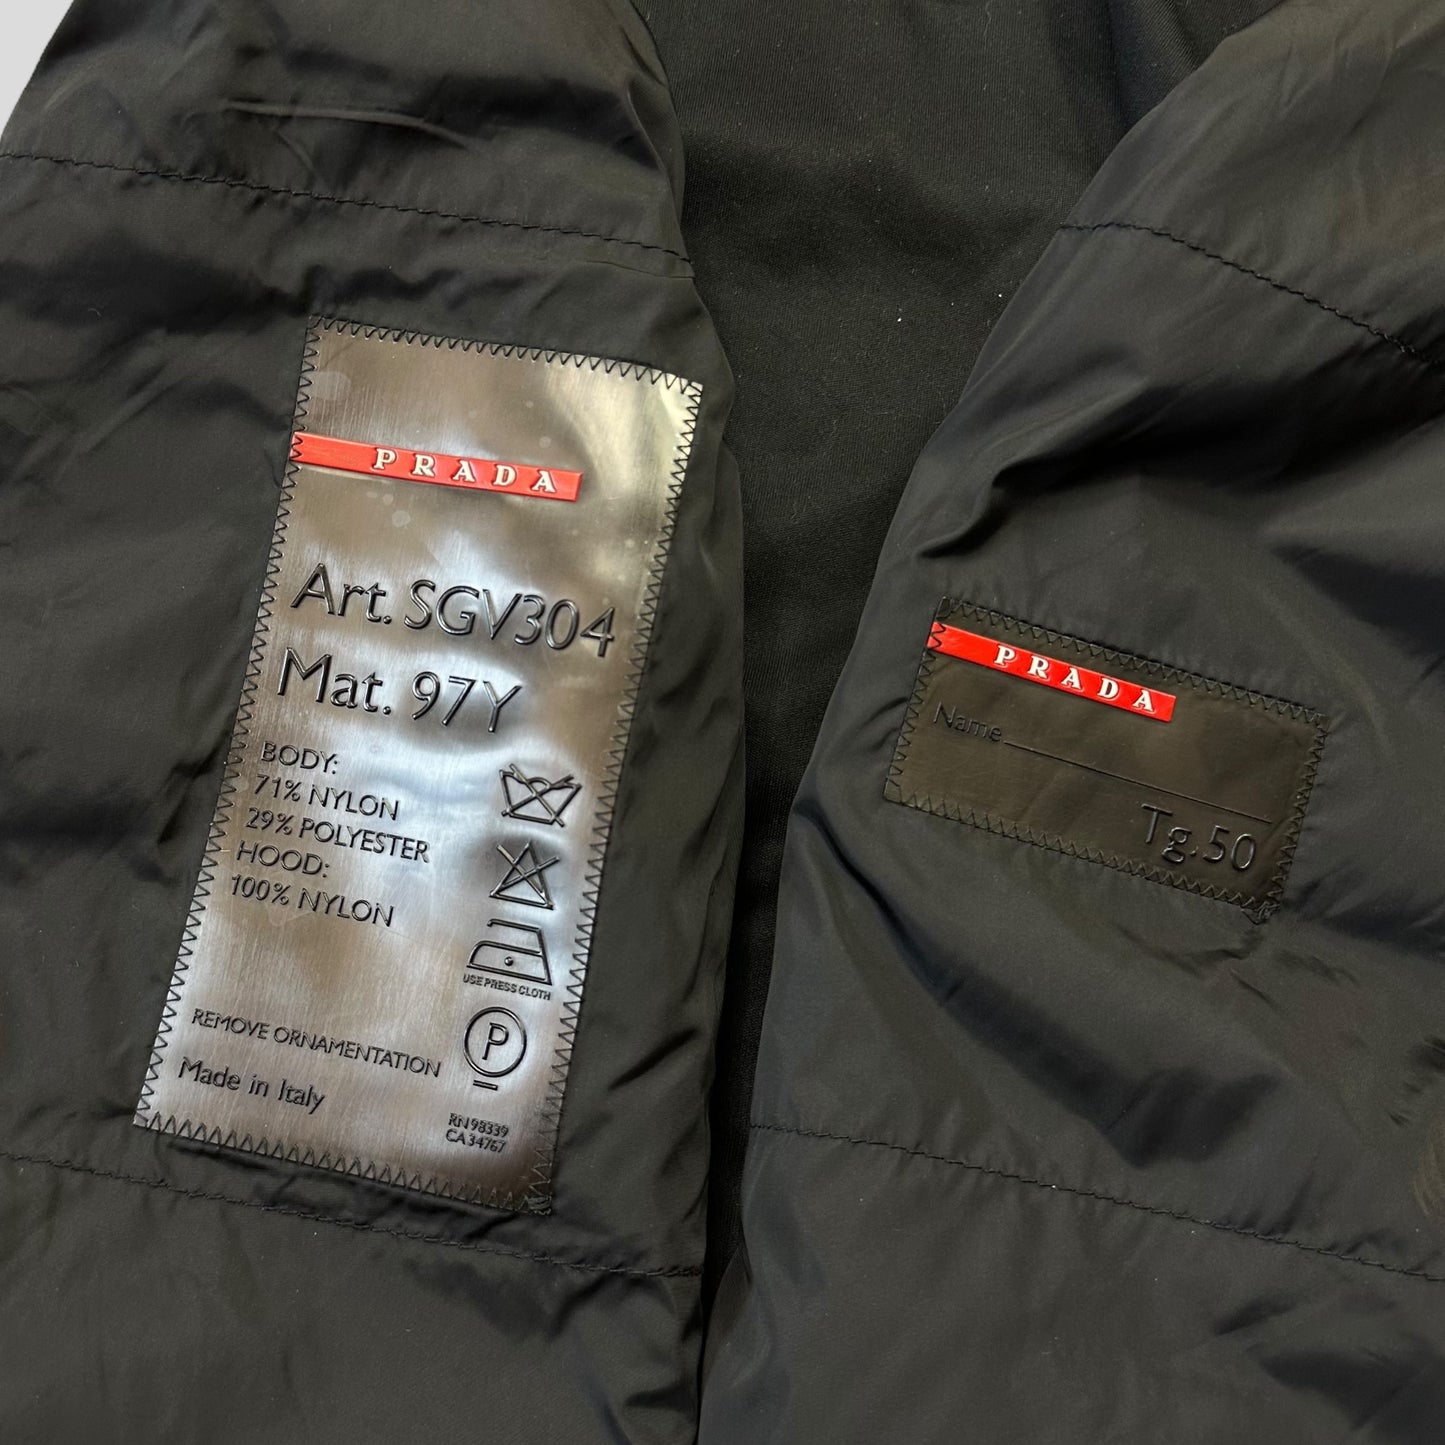 PRADA
Art. SGV304
Mat. 97Y
BODY:
71% NYLON
29% POLYESTER
HOOD:
100% NYLON
USE PRESS CLOTH
P
REMOVE ORNAMENTATION
Made in Italy
RN 98339
CA 34767
PRADA
Name
Tg.50